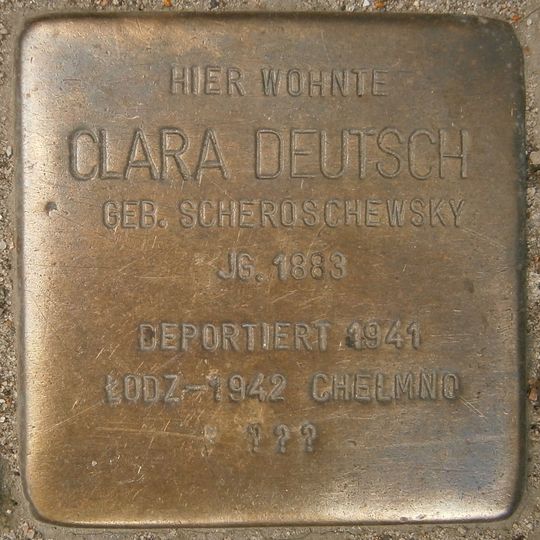 HIER WOHNTE
CLARA DEUTSCH
GEB. SCHEROSCHEWSKY
JG. 1883
DEPORTIERT 1941
ŁODZ-1942 CHELMNO
???